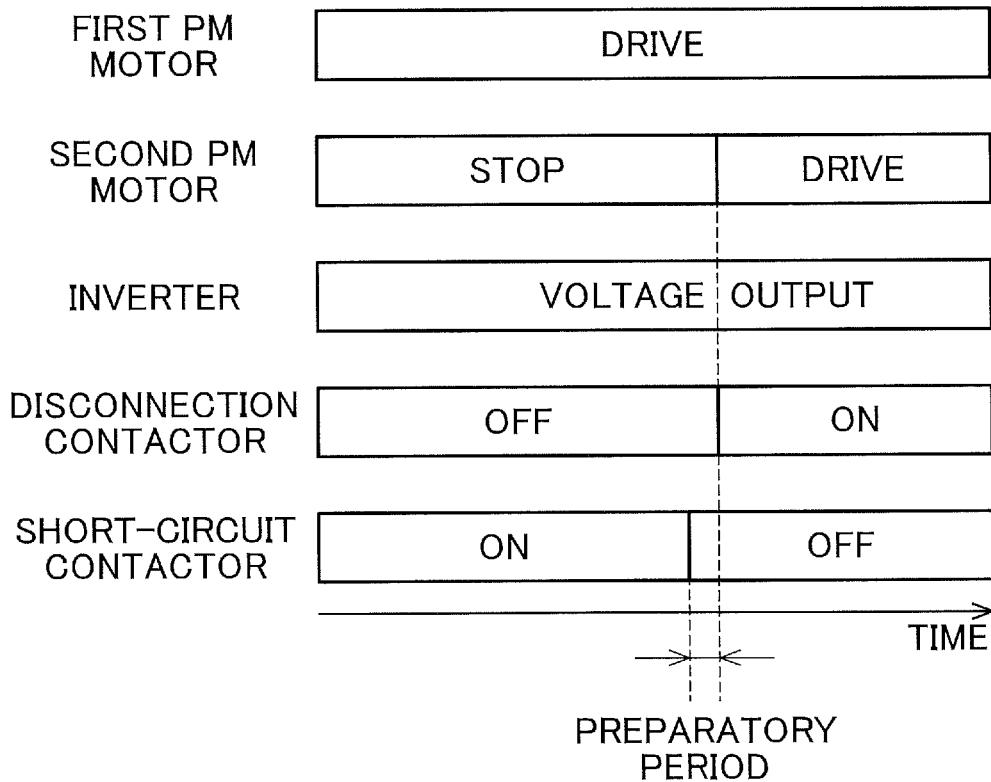 FIRST PM
MOTOR
DRIVE
SECOND PM
MOTOR
STOP
DRIVE
INVERTER
VOLTAGE OUTPUT
DISCONNECTION
CONTACTOR
OFF
ON
SHORT-CIRCUIT
CONTACTOR
ON
OFF
TIME
PREPARATORY
PERIOD